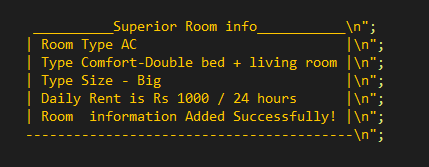 __________Superior Room info___________\n";
| Room Type AC                          |\n";
| Type Comfort-Double bed + living room |\n";
| Type Size - Big                       |\n";
| Daily Rent is Rs 1000 / 24 hours      |\n";
| Room  information Added Successfully! |\n";
-----------------------------------------\n";